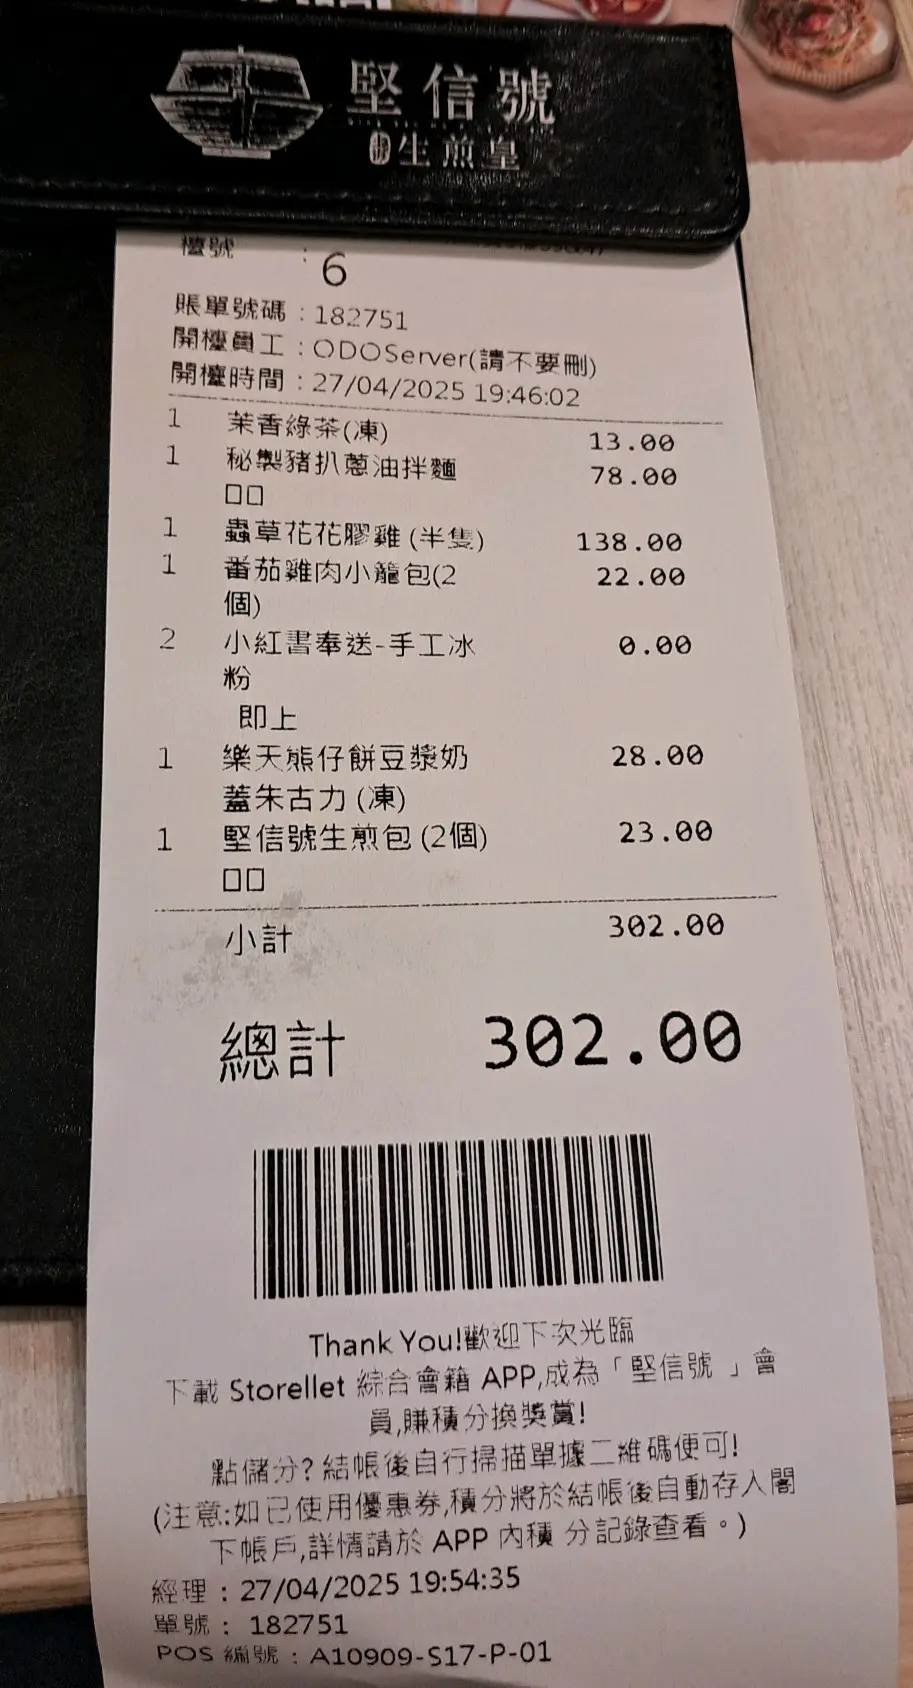 堅信號
生煎皇
檯號 : 6
賬單號碼 : 182751
開檯員工 : ODOServer(請不要刪)
開檯時間 : 27/04/2025 19:46:02
1 茉香綠茶(凍) 13.00
1 秘製豬扒蔥油拌麵 78.00
□□
1 蟲草花花膠雞 (半隻) 138.00
1 番茄雞肉小籠包(2 22.00
個)
2 小紅書奉送-手工冰 0.00
粉
即上
1 樂天熊仔餅豆漿奶 28.00
蓋朱古力 (凍)
1 堅信號生煎包 (2個) 23.00
□□
小計 302.00
總計 302.00
Thank You!歡迎下次光臨
下載 Storellet 綜合會籍 APP,成為「堅信號 」會
員,賺積分換獎賞!
點儲分? 結帳後自行掃描單據二維碼便可!
(注意:如已使用優惠券,積分將於結帳後自動存入閣
下帳戶,詳情請於 APP 內積 分記錄查看。)
經理 : 27/04/2025 19:54:35
單號 : 182751
POS 編號 : A10909-S17-P-01